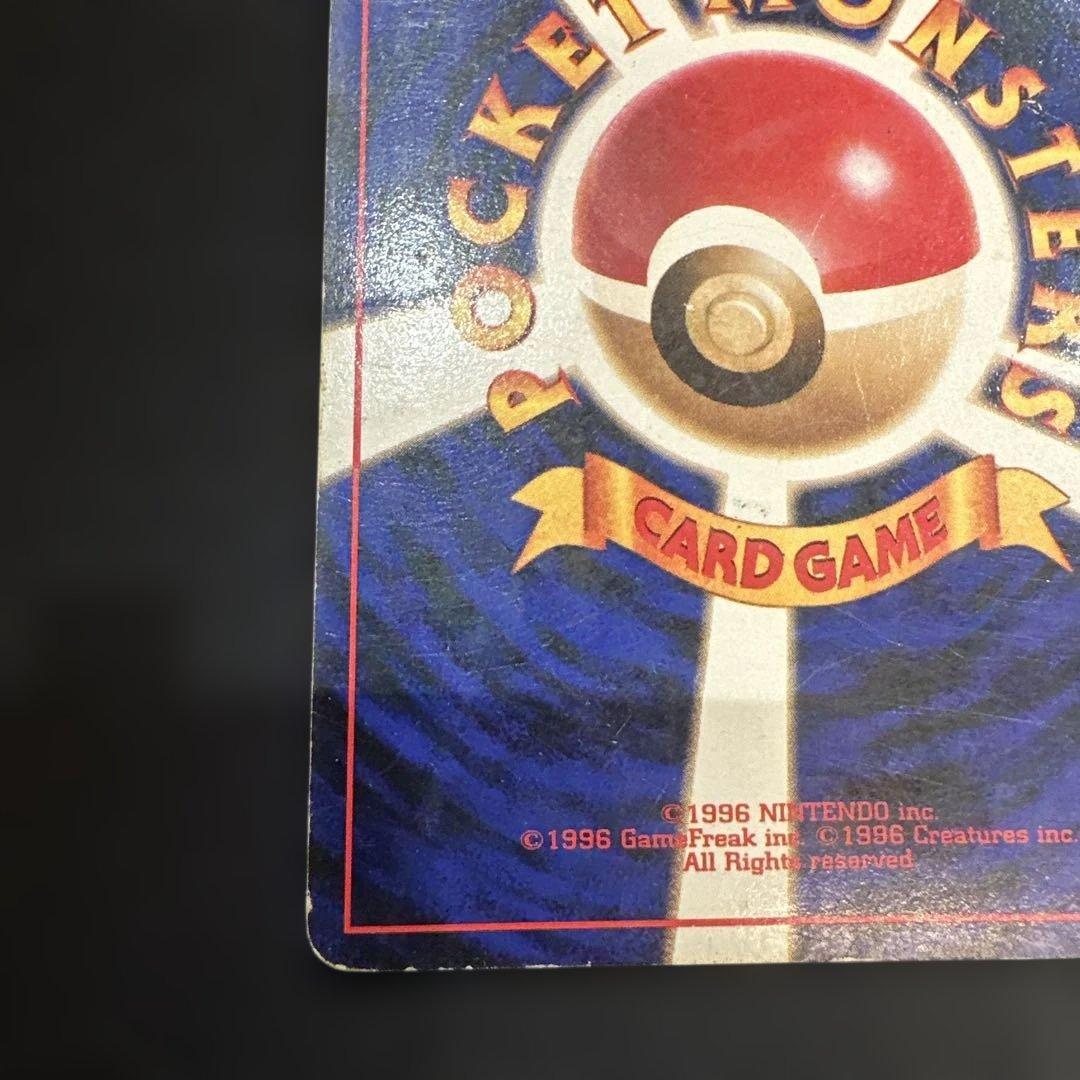 POCKET MONSTERS
CARD GAME
©1996 NINTENDO inc.
©1996 GameFreak inc. ©1996 Creatures inc.
All Rights reserved